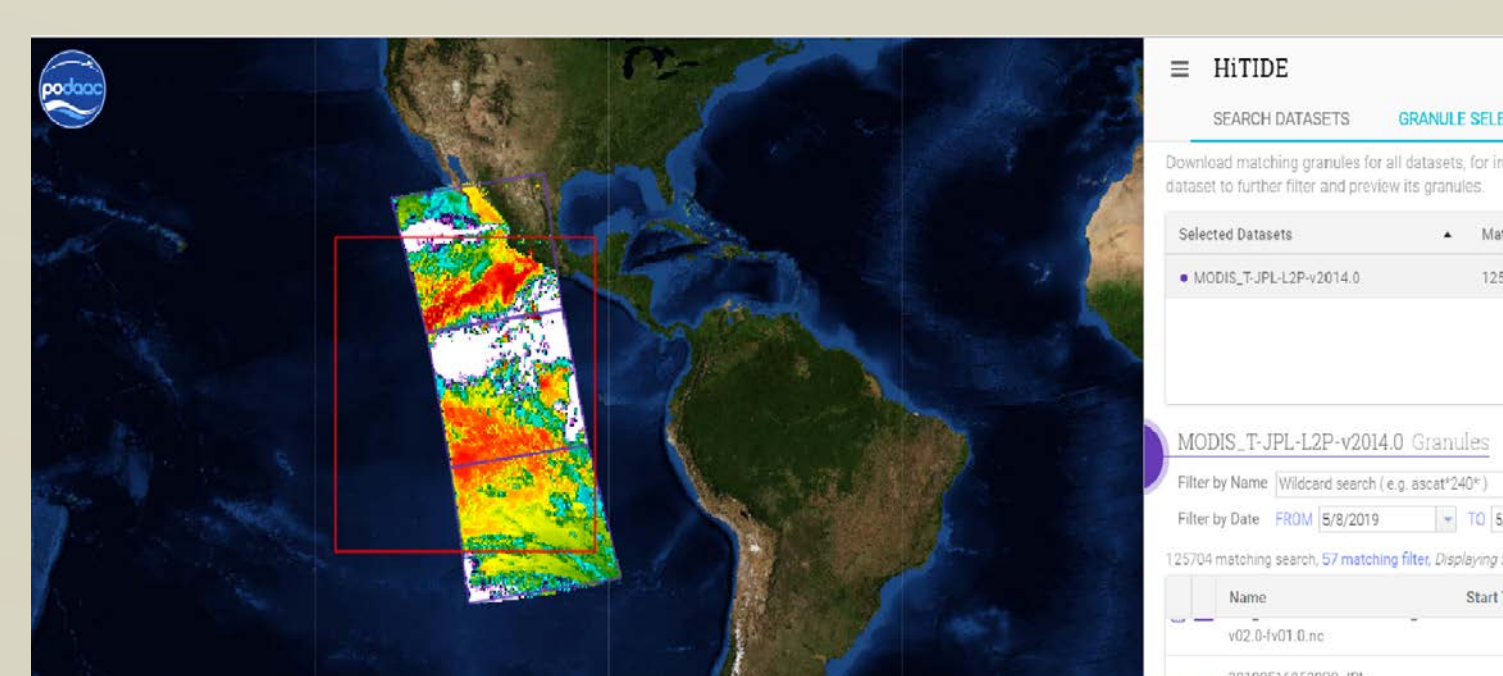 podaac
HiTIDE
SEARCH DATASETS GRANULE SELE
Download matching granules for all datasets, for in
dataset to further filter and preview its granules.
Selected Datasets Mat
MODIS_T-JPL-L2P-v2014.0 125
MODIS_T-JPL-L2P-v2014.0 Granules
Filter by Name Wildcard search ( e.g. ascat*240* )
Filter by Date FROM 5/8/2019 TO 5
125704 matching search, 57 matching filter, Displaying
Name Start
v02.0-fv01.0.nc